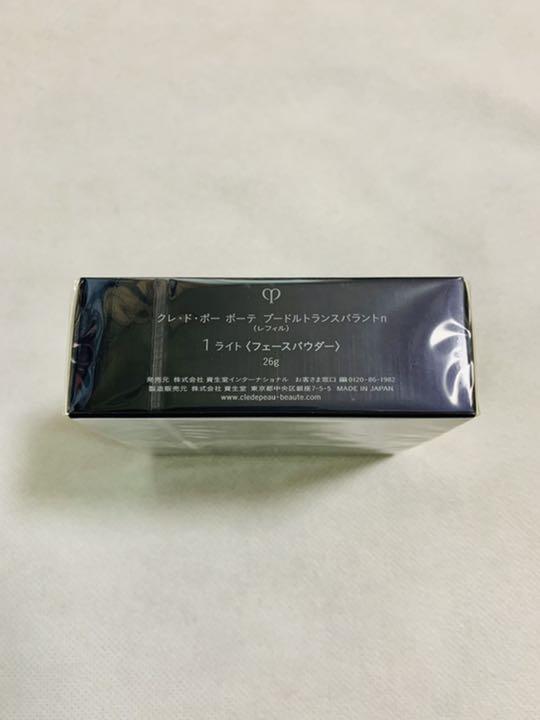 クレ・ド・ポー ボーテ プードルトランスパラントn
(レフィル)
1 ライト〈フェースパウダー〉
26g
発売元 株式会社 資生堂インターナショナル お客さま窓口 0120-86-1982
製造販売元 株式会社 資生堂 東京都中央区銀座7-5-5 MADE IN JAPAN
www.cledepeau-beaute.com